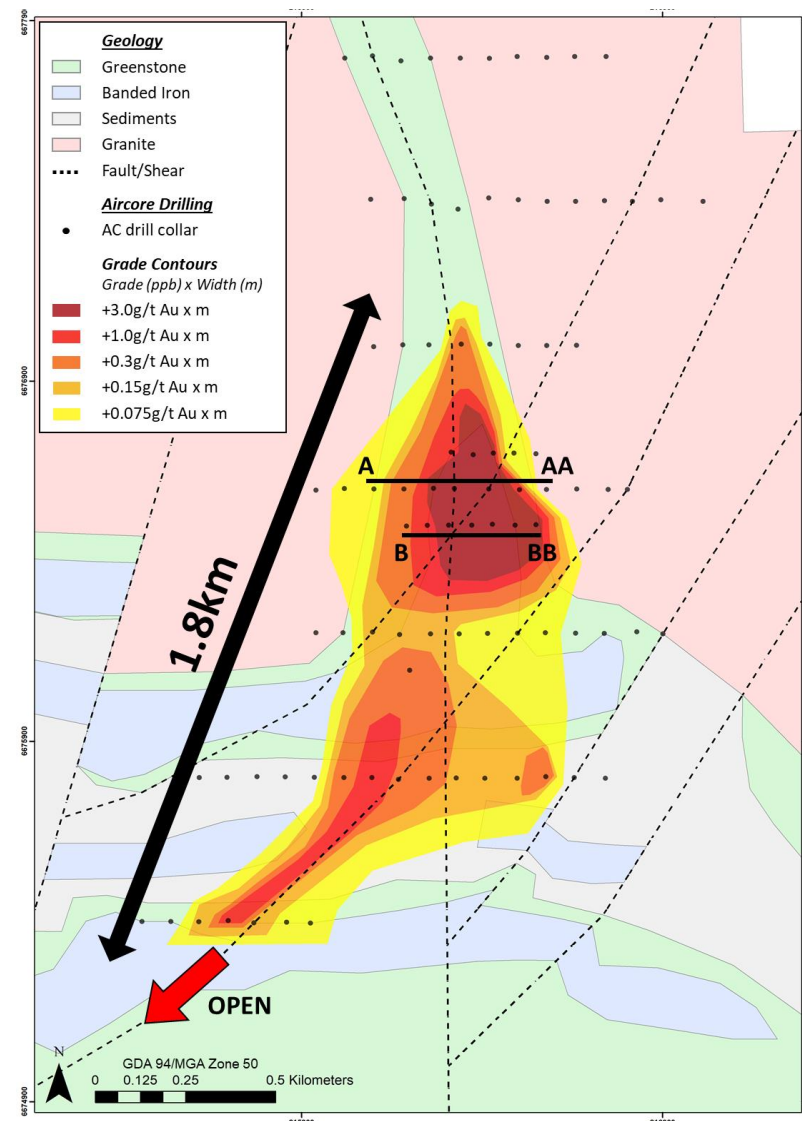 Geology
Greenstone
Banded Iron
Sediments
Granite
Fault/Shear
Aircore Drilling
AC drill collar
Grade Contours
Grade (ppb) x Width (m)
+3.0g/t Au x m
+1.0g/t Au x m
+0.3g/t Au x m
+0.15g/t Au x m
+0.075g/t Au x m
6676900
A AA
B BB
1.8km
6675900
OPEN
N
GDA 94/MGA Zone 50
0 0.125 0.25 0.5 Kilometers
6674900